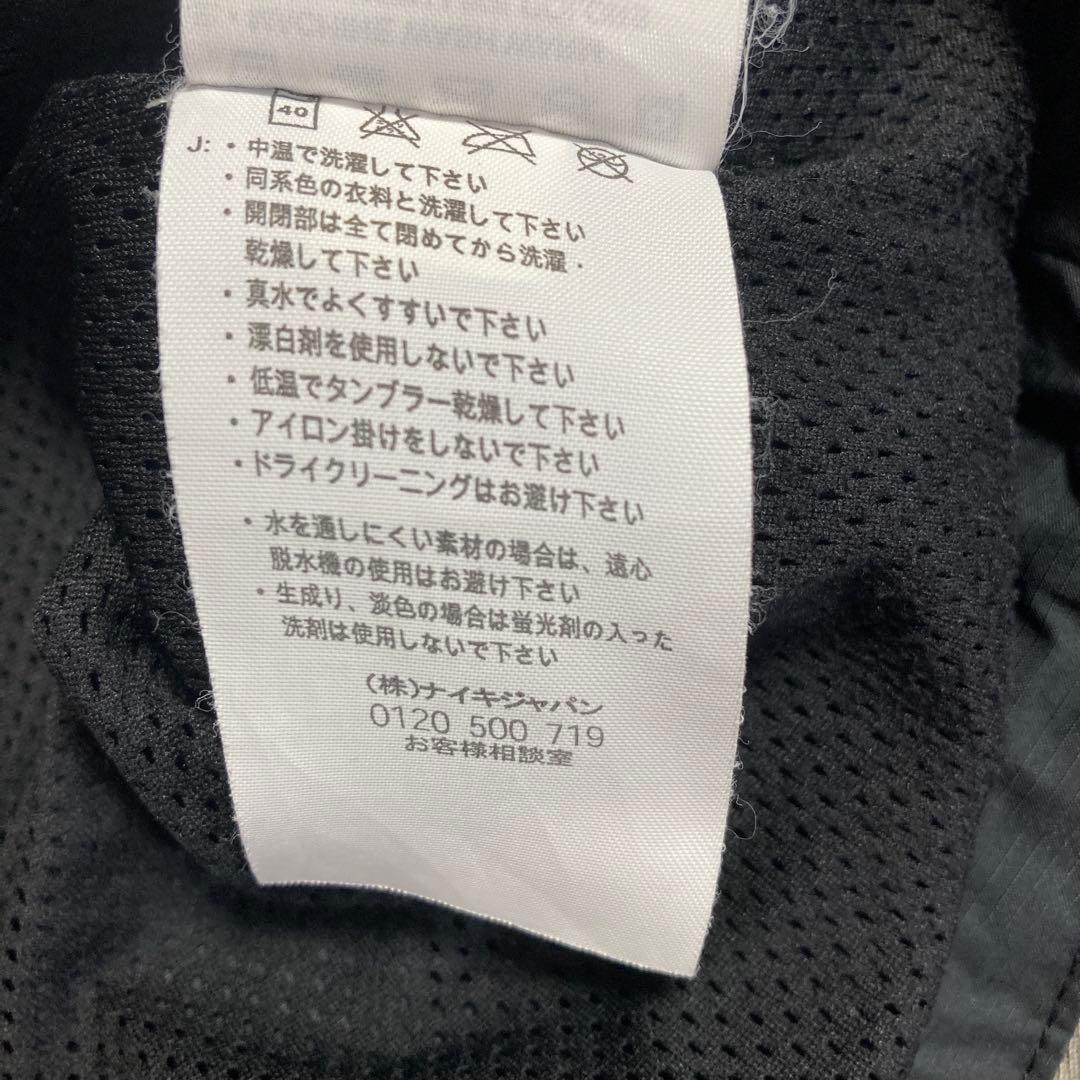 40
J: ・中温で洗濯して下さい
・同系色の衣料と洗濯して下さい
・開閉部は全て閉めてから洗濯・
乾燥して下さい
・真水でよくすすいで下さい
・漂白剤を使用しないで下さい
・低温でタンブラー乾燥して下さい
・アイロン掛けをしないで下さい
・ドライクリーニングはお避け下さい
・水を通しにくい素材の場合は、遠心
脱水機の使用はお避け下さい
・生成り、淡色の場合は蛍光剤の入った
洗剤は使用しないで下さい
(株)ナイキジャパン
0120 500 719
お客様相談室